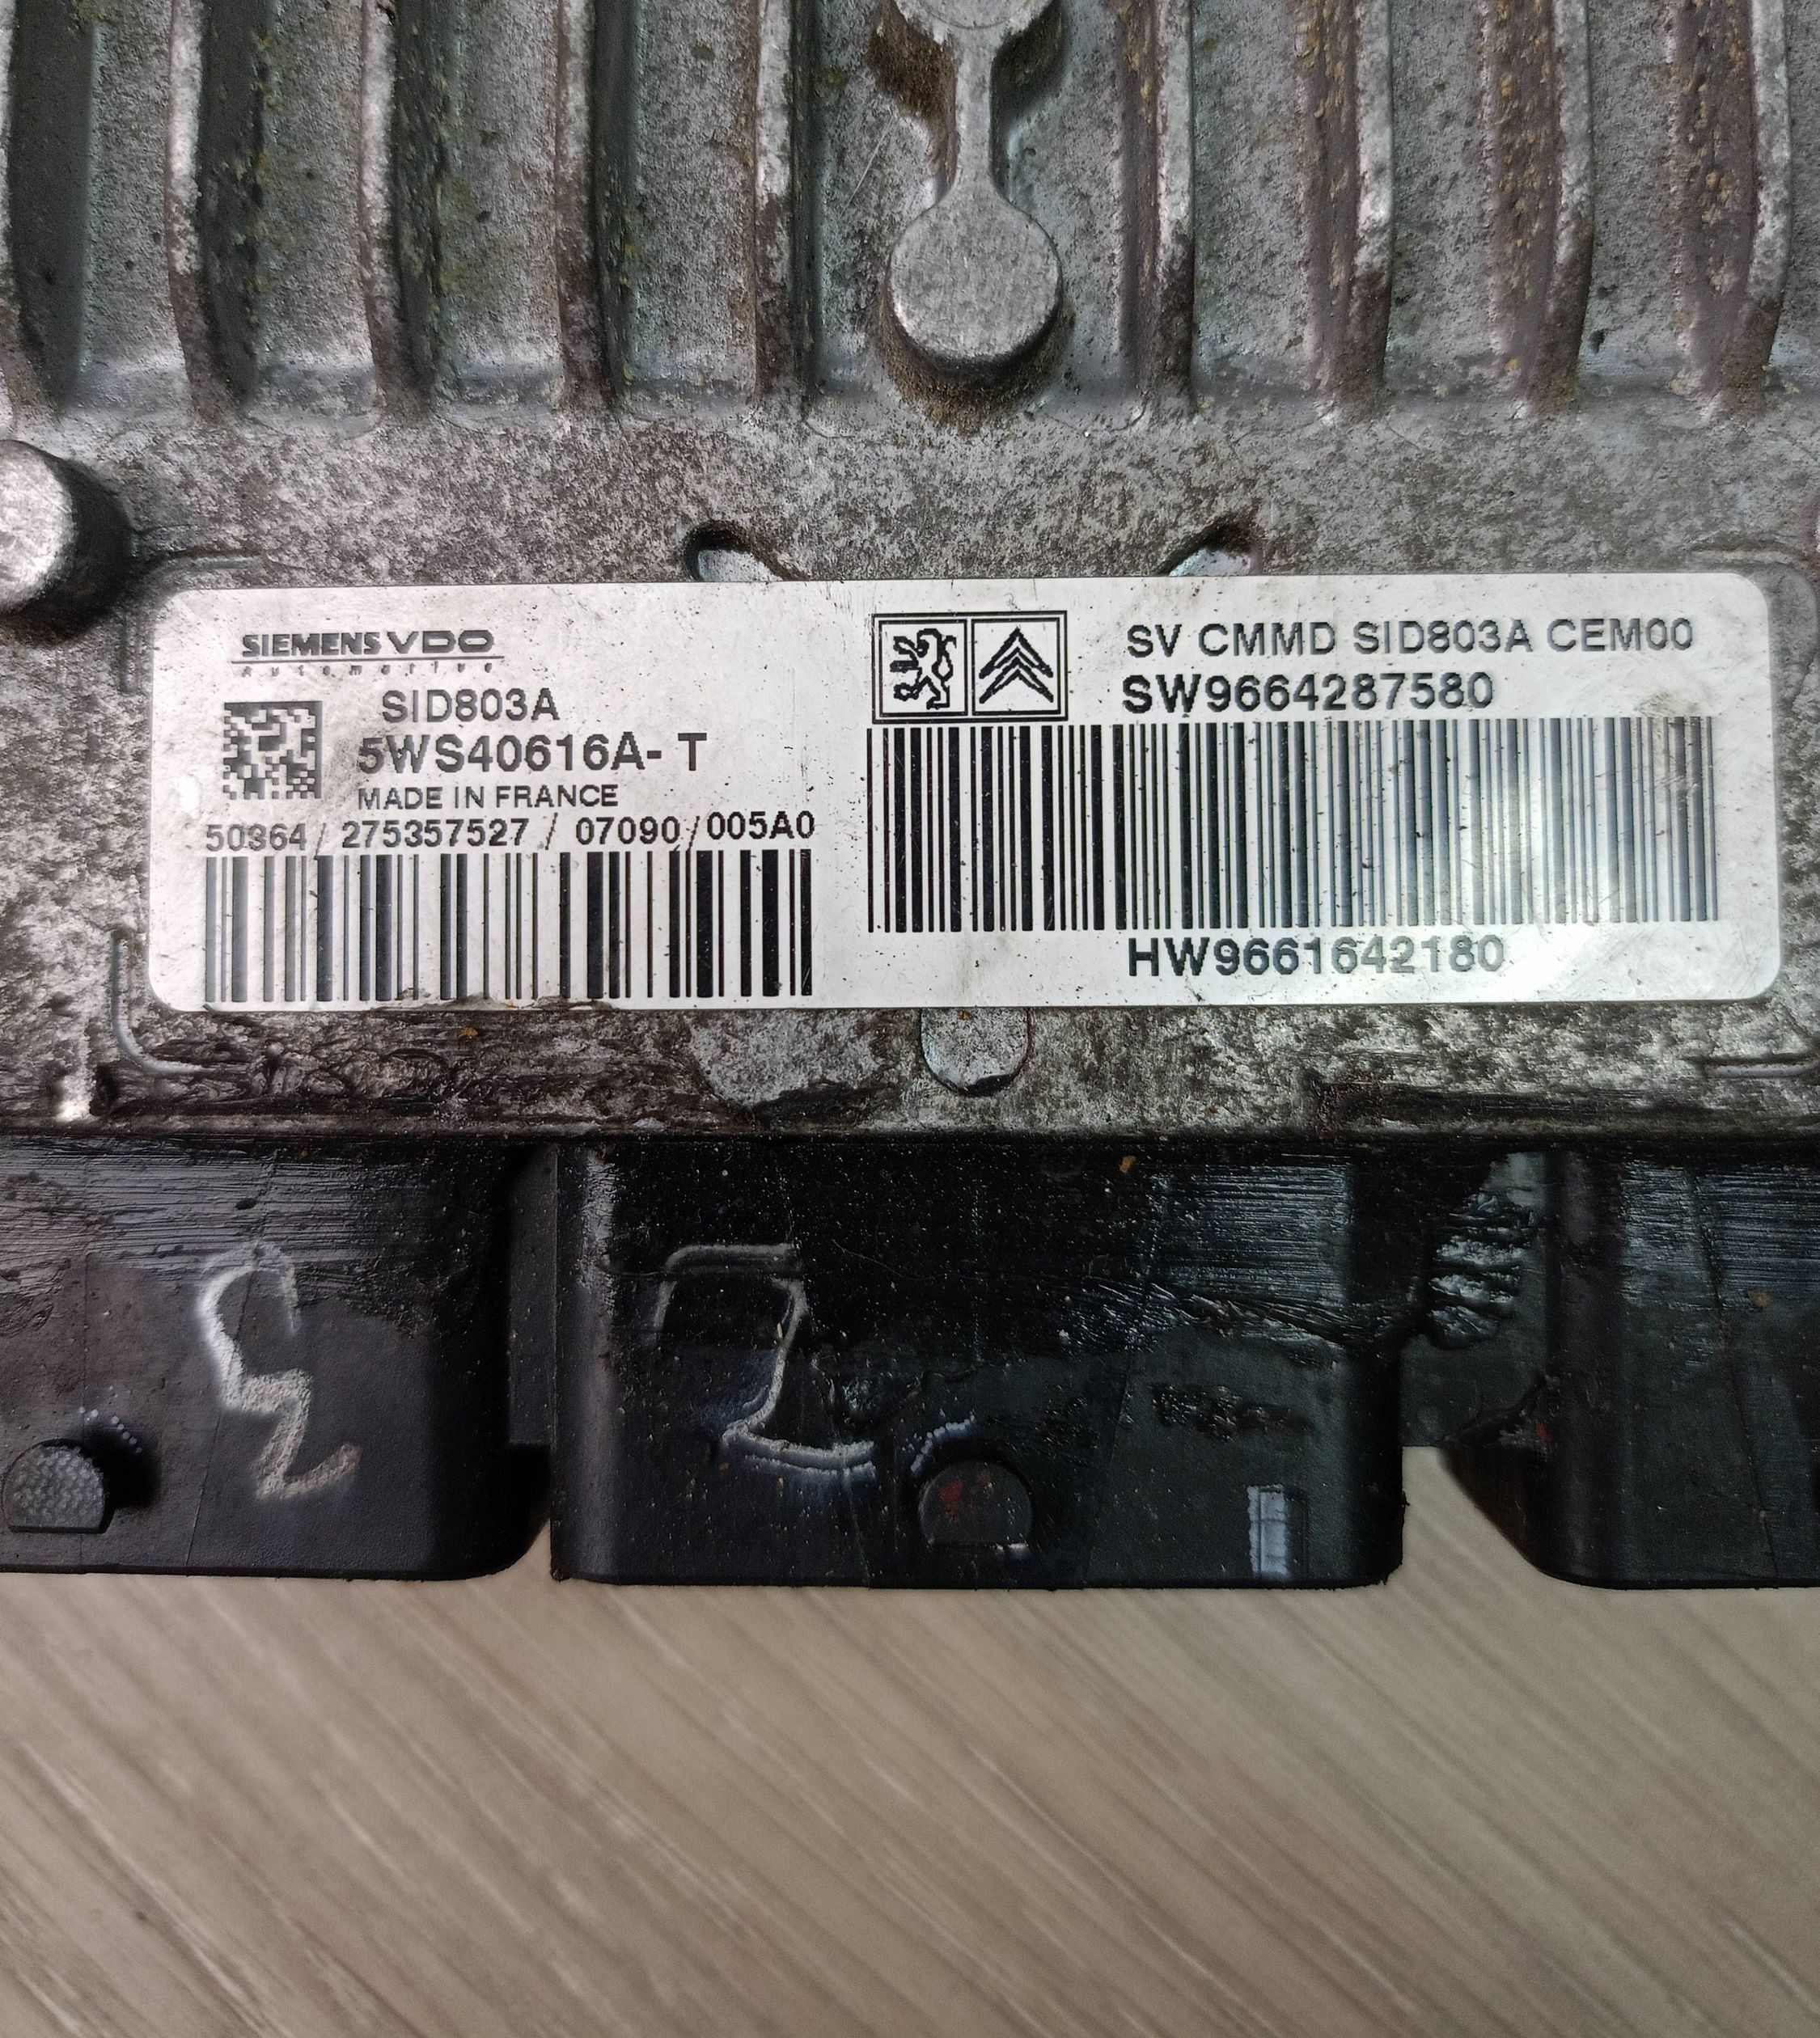 SIEMENS VDO
Automotive
SID803A
5WS40616A-T
MADE IN FRANCE
50364 / 275357527 / 07090 / 005A0
SV CMMD SID803A CEM00
SW9664287580
HW9661642180